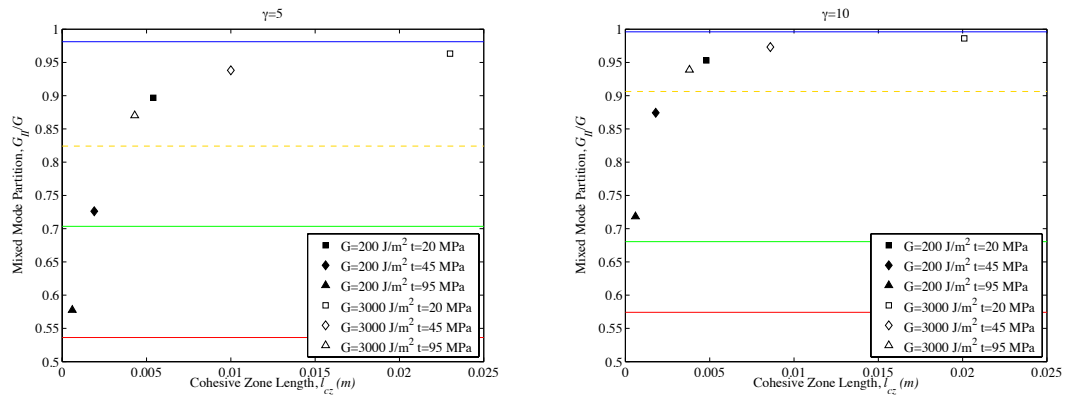 γ=5
1
0.95
0.9
0.85
0.8
0.75
0.7
0.65
0.6
0.55
0.5
Mixed Mode Partition, G_II/G
G=200 J/m² t=20 MPa
G=200 J/m² t=45 MPa
G=200 J/m² t=95 MPa
G=3000 J/m² t=20 MPa
G=3000 J/m² t=45 MPa
G=3000 J/m² t=95 MPa
0 0.005 0.01 0.015 0.02 0.025
Cohesive Zone Length, l_cz (m)
γ=10
1
0.95
0.9
0.85
0.8
0.75
0.7
0.65
0.6
0.55
0.5
Mixed Mode Partition, G_II/G
G=200 J/m² t=20 MPa
G=200 J/m² t=45 MPa
G=200 J/m² t=95 MPa
G=3000 J/m² t=20 MPa
G=3000 J/m² t=45 MPa
G=3000 J/m² t=95 MPa
0 0.005 0.01 0.015 0.02 0.025
Cohesive Zone Length, l_cz (m)